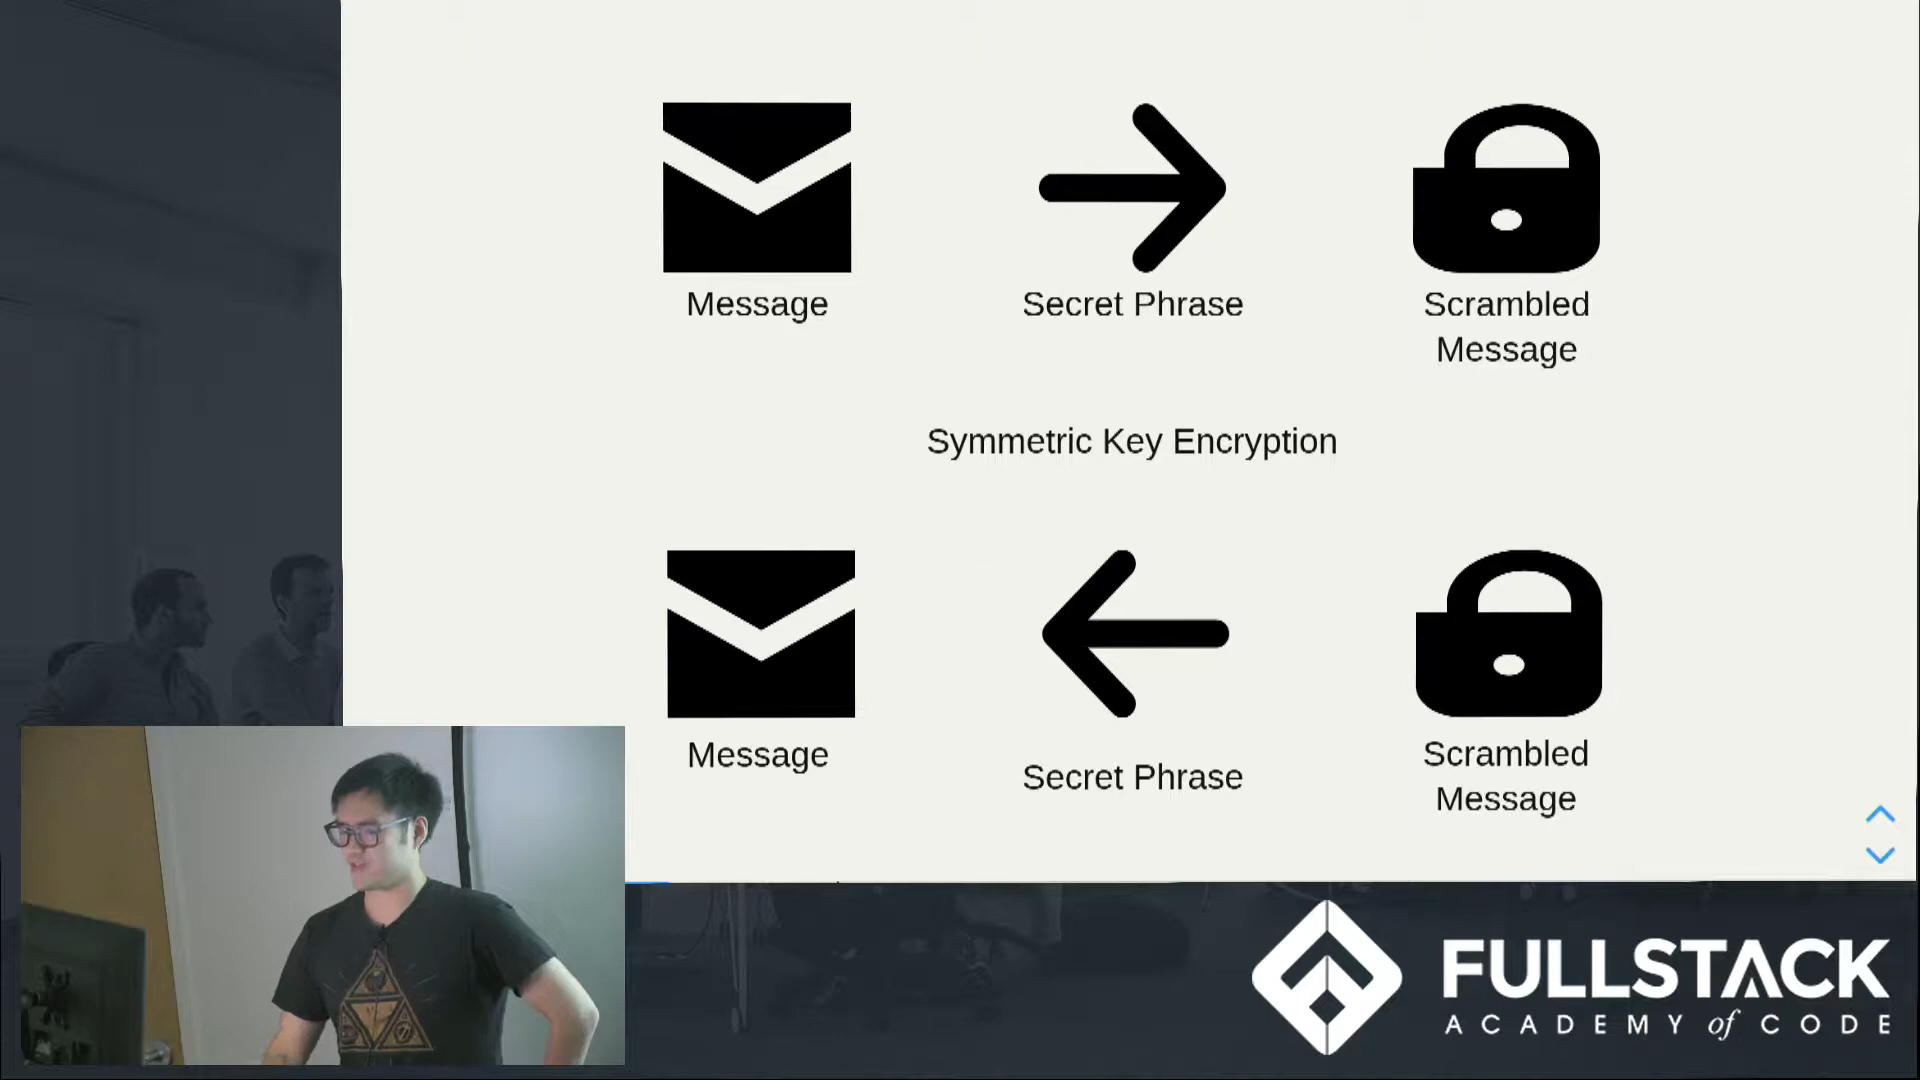 Message
Secret Phrase
Scrambled
Message
Symmetric Key Encryption
Message
Secret Phrase
Scrambled
Message
FULLSTACK
ACADEMY of CODE